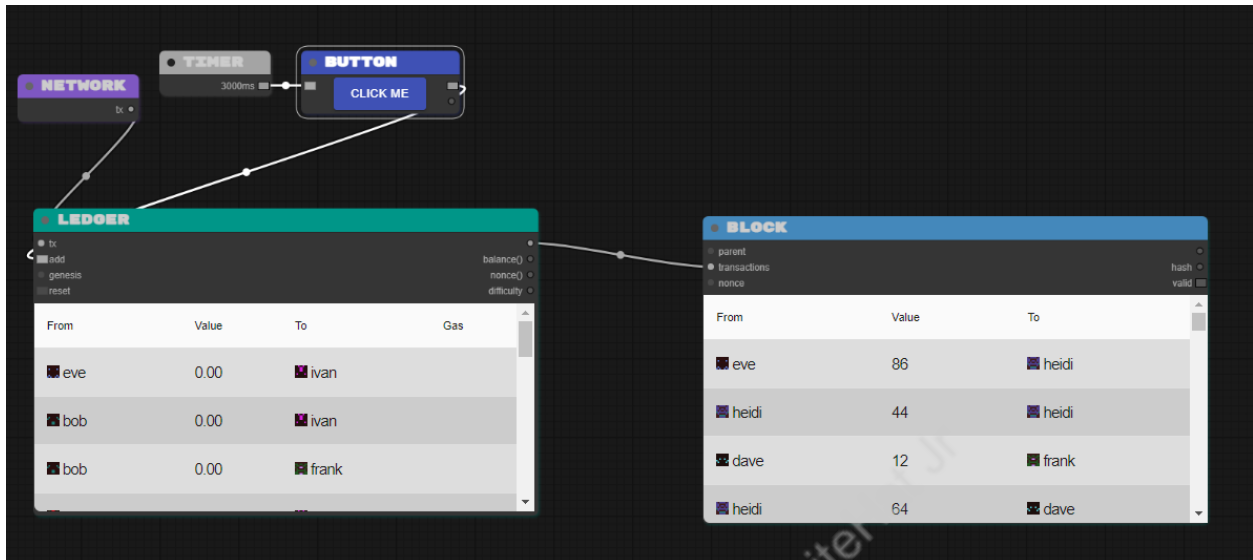 TIMER
BUTTON
3000ms
CLICK ME
NETWORK
tx
LEDGER
tx
add
balance()
genesis
nonce()
reset
difficulty
From Value To Gas
eve 0.00 ivan
bob 0.00 ivan
bob 0.00 frank
BLOCK
parent
transactions
hash
nonce
valid
From Value To
eve 86 heidi
heidi 44 heidi
dave 12 frank
heidi 64 dave